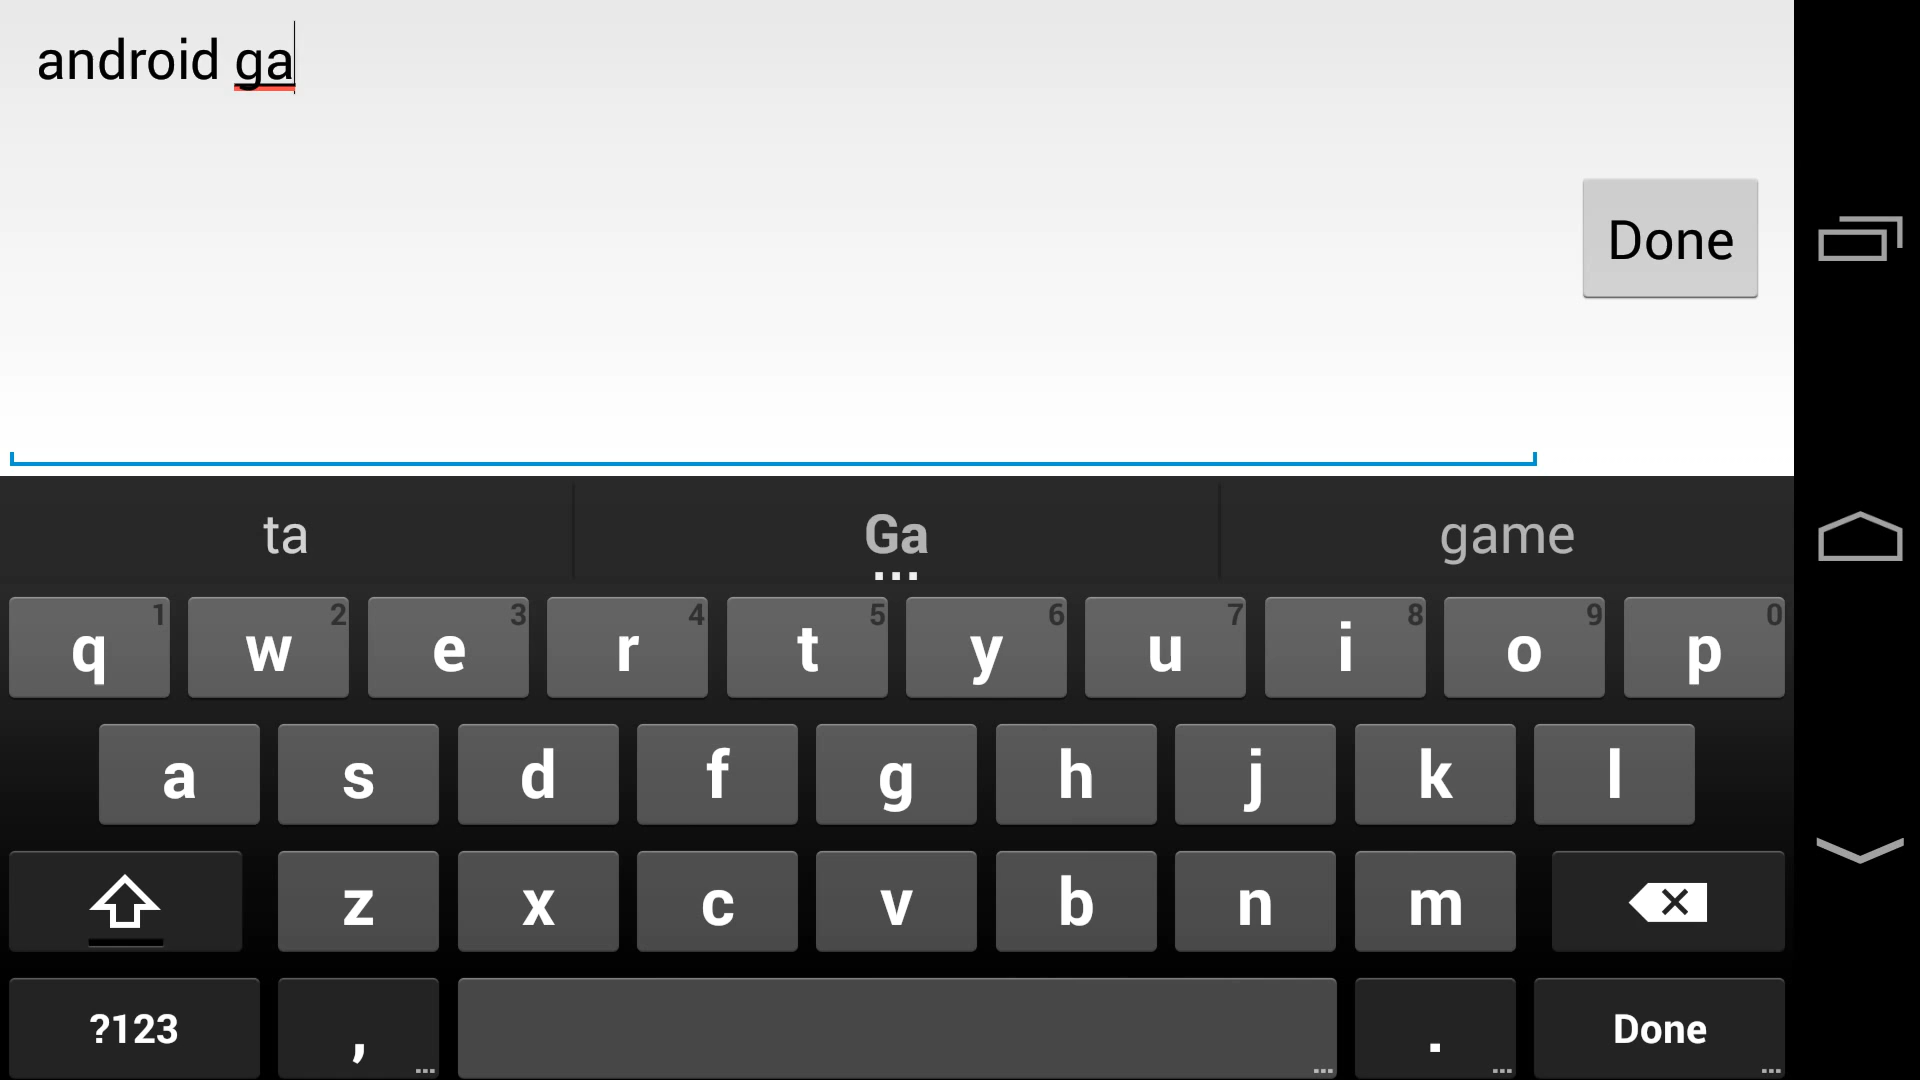 android ga
Done
ta Ga game
q 1 w 2 e 3 r 4 t 5 y 6 u 7 i 8 o 9 p 0
a s d f g h j k l
z x c v b n m
?123 , . Done